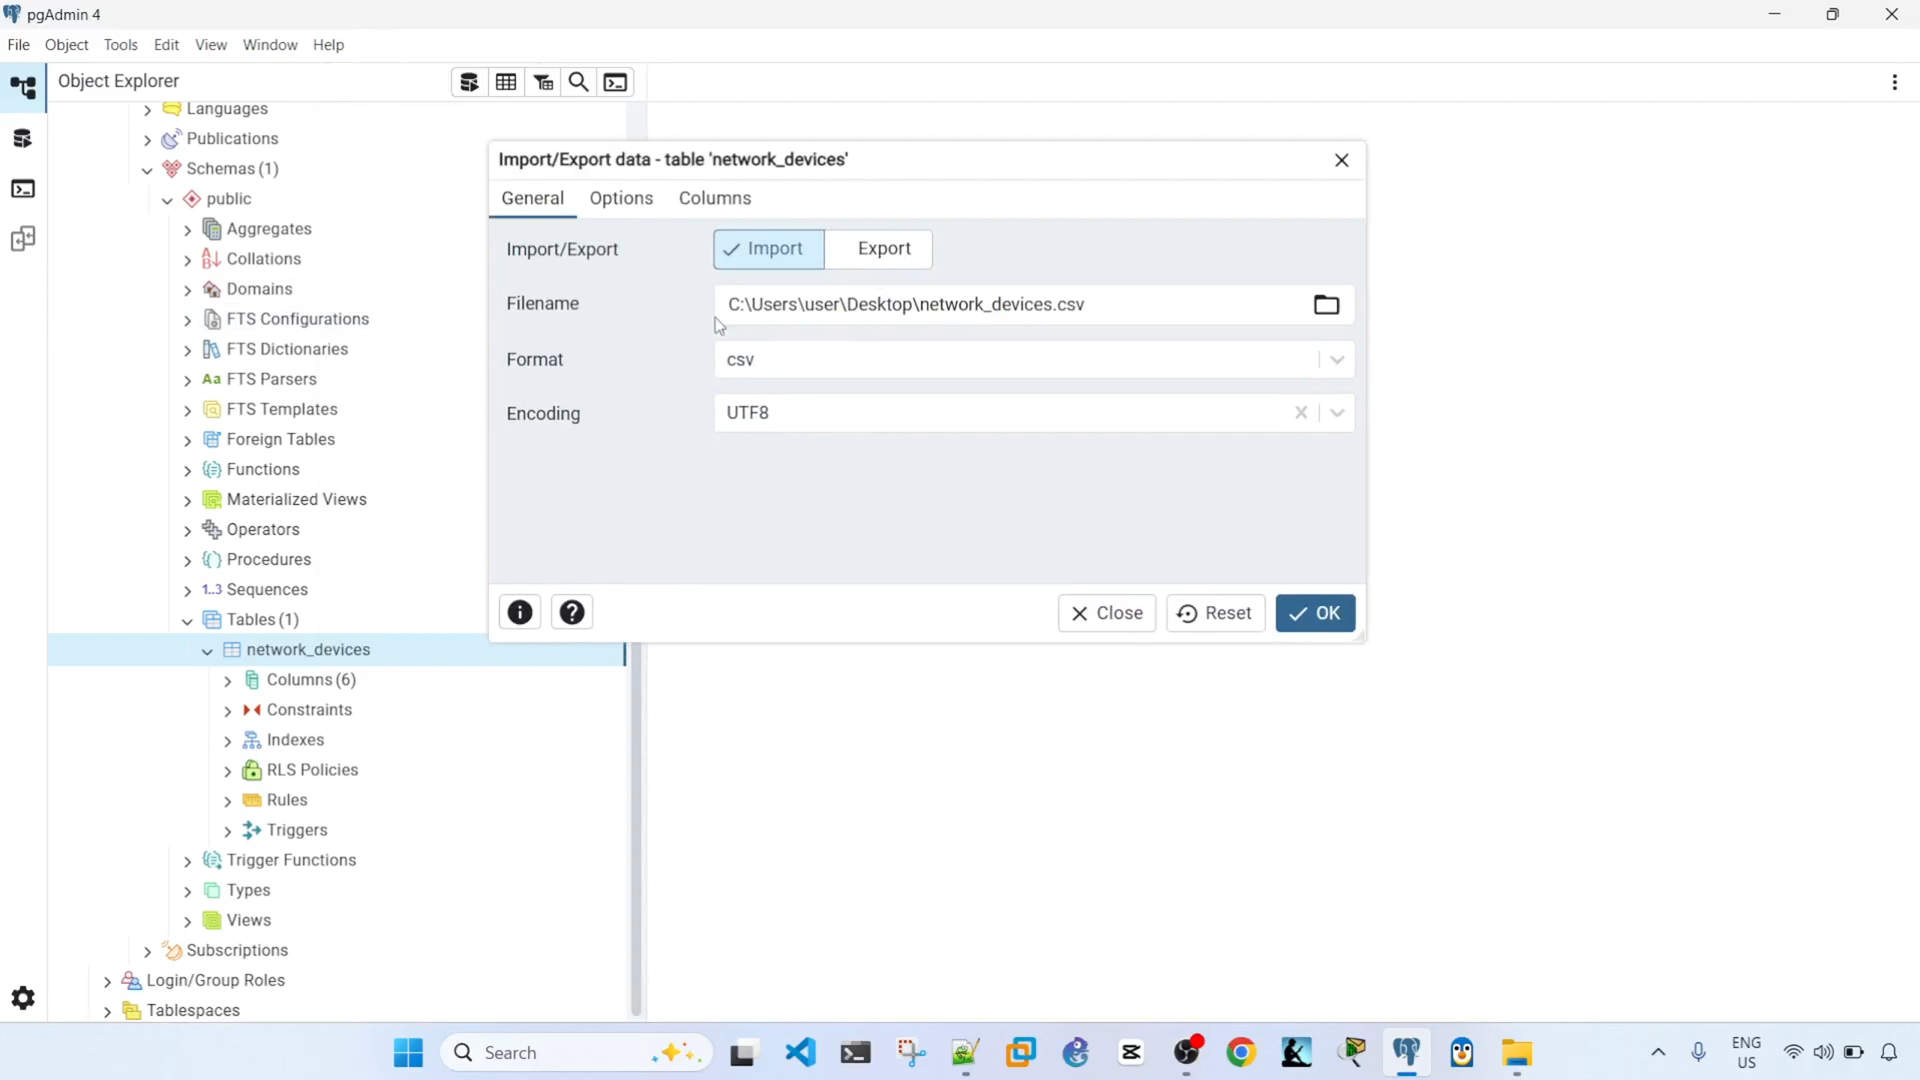 pgAdmin 4
File Object Tools Edit View Window Help
Object Explorer
Languages
Publications
Schemas (1)
public
Aggregates
Collations
Domains
FTS Configurations
FTS Dictionaries
Aa FTS Parsers
FTS Templates
Foreign Tables
Functions
Materialized Views
Operators
Procedures
1..3 Sequences
Tables (1)
network_devices
Columns (6)
Constraints
Indexes
RLS Policies
Rules
Triggers
Trigger Functions
Types
Views
Subscriptions
Login/Group Roles
Tablespaces
Import/Export data - table 'network_devices'
General Options Columns
Import/Export Import Export
Filename C:\Users\user\Desktop\network_devices.csv
Format csv
Encoding UTF8
Close Reset OK
Search
ENG
US